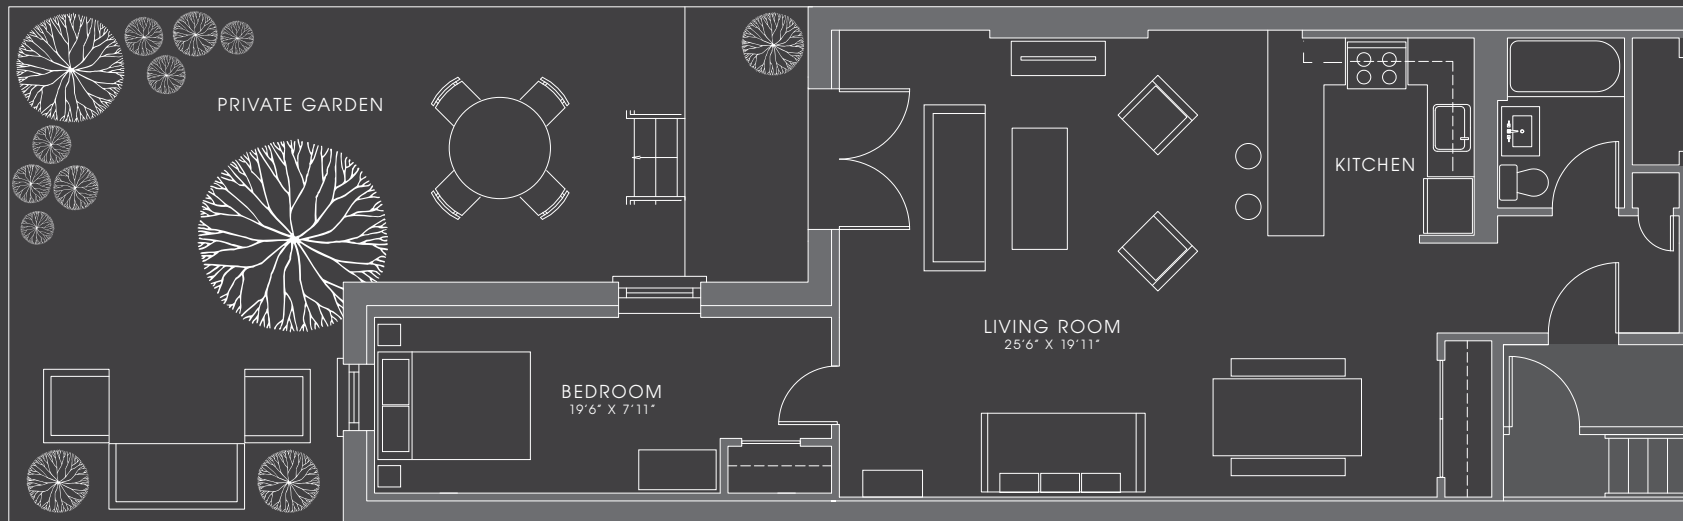 PRIVATE GARDEN
KITCHEN
LIVING ROOM
25'6" X 19'11"
BEDROOM
19'6" X 7'11"